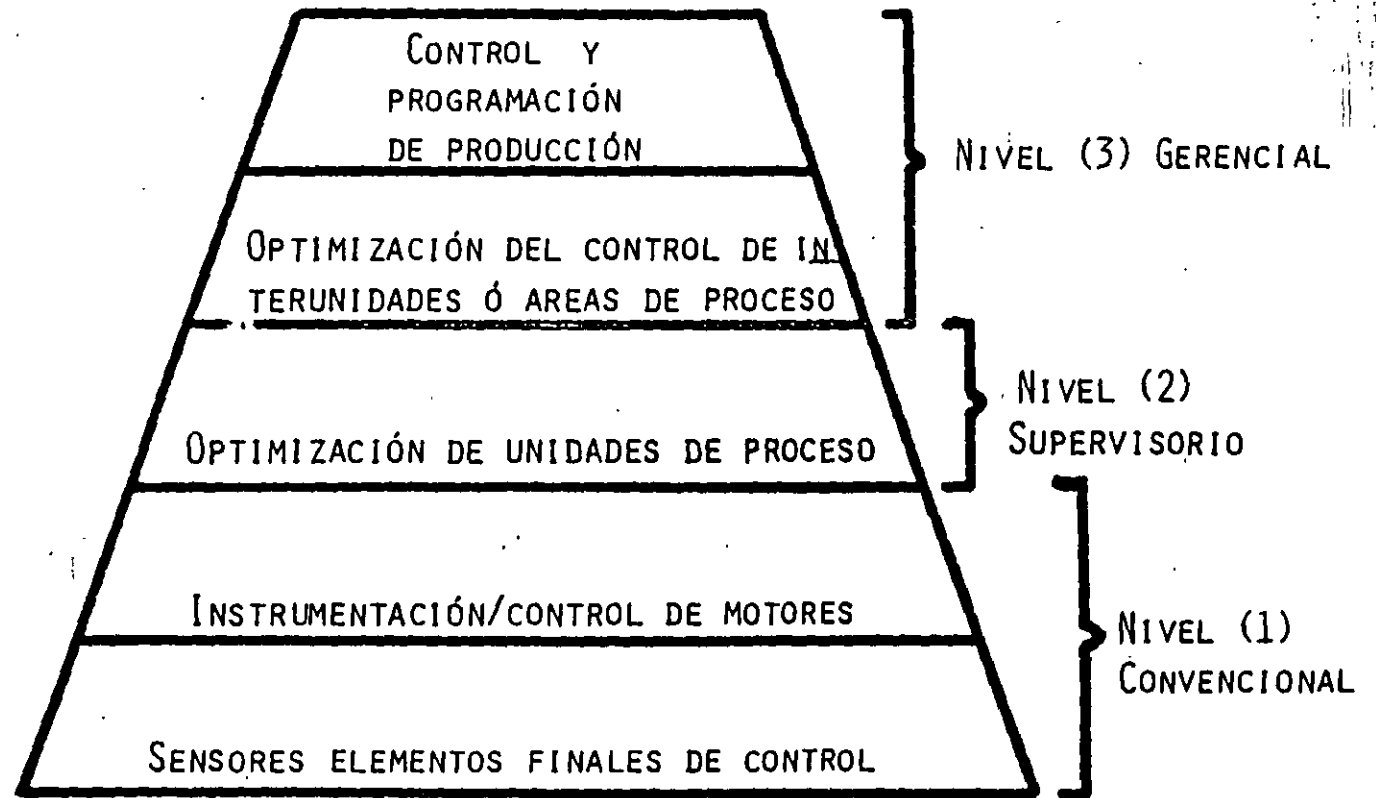 CONTROL Y
PROGRAMACIÓN
DE PRODUCCIÓN
NIVEL (3) GERENCIAL
OPTIMIZACIÓN DEL CONTROL DE IN
TERUNIDADES Ó AREAS DE PROCESO
NIVEL (2)
SUPERVISORIO
OPTIMIZACIÓN DE UNIDADES DE PROCESO
INSTRUMENTACIÓN/CONTROL DE MOTORES
NIVEL (1)
CONVENCIONAL
SENSORES ELEMENTOS FINALES DE CONTROL